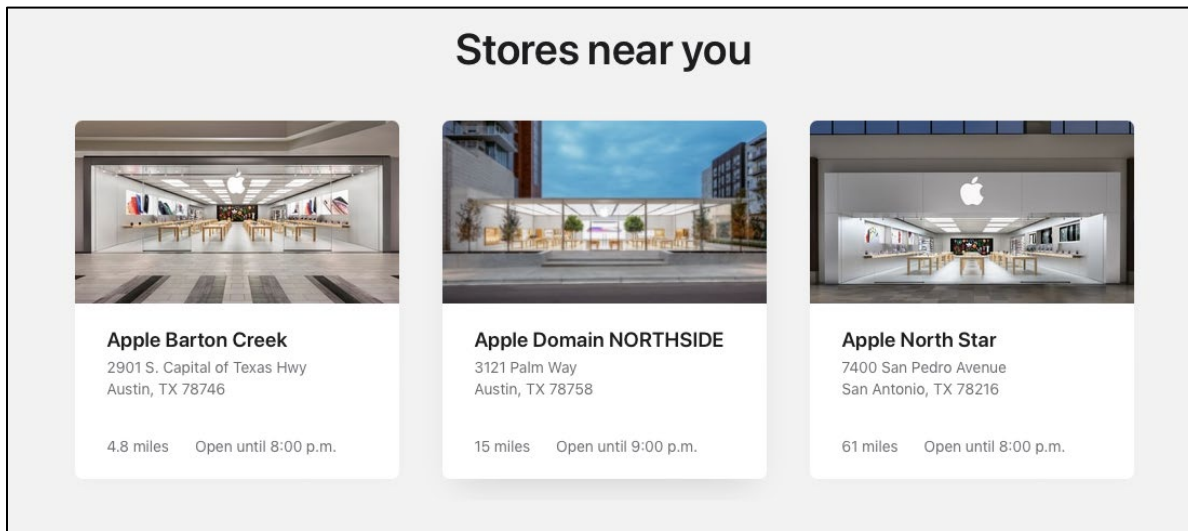 Stores near you
Apple Barton Creek
2901 S. Capital of Texas Hwy
Austin, TX 78746
4.8 miles Open until 8:00 p.m.
Apple Domain NORTHSIDE
3121 Palm Way
Austin, TX 78758
15 miles Open until 9:00 p.m.
Apple North Star
7400 San Pedro Avenue
San Antonio, TX 78216
61 miles Open until 8:00 p.m.